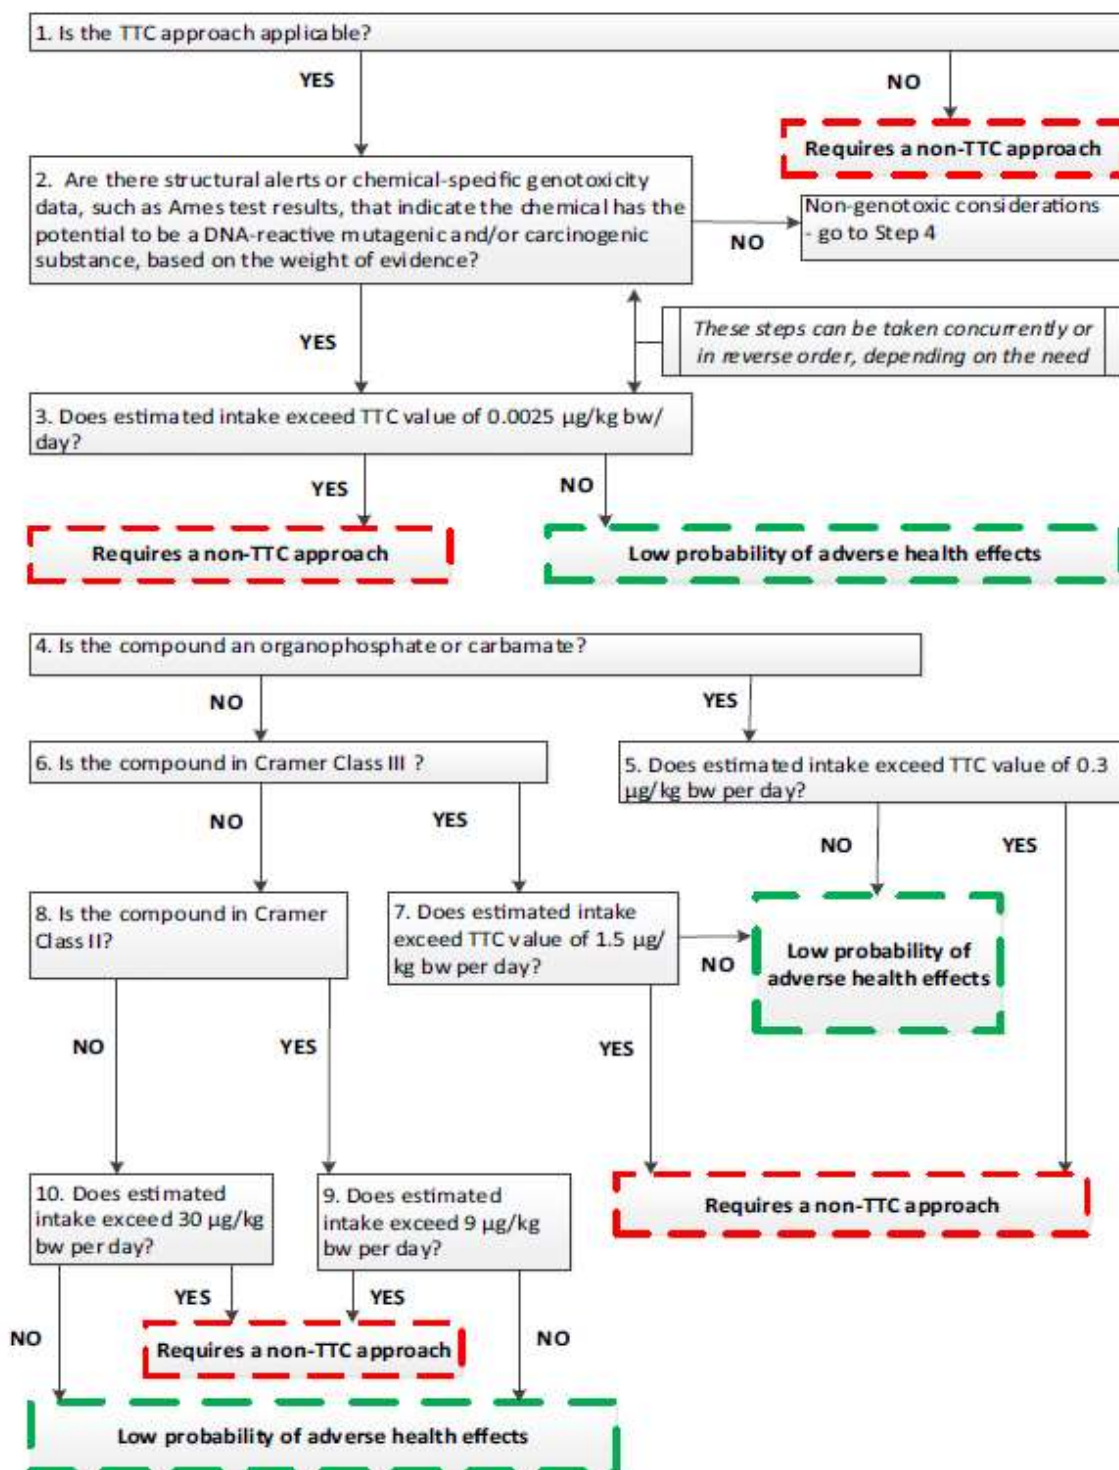 1. Is the TTC approach applicable?
YES
NO
Requires a non-TTC approach
2. Are there structural alerts or chemical-specific genotoxicity
data, such as Ames test results, that indicate the chemical has the
potential to be a DNA-reactive mutagenic and/or carcinogenic
substance, based on the weight of evidence?
NO
Non-genotoxic considerations
- go to Step 4
YES
These steps can be taken concurrently or
in reverse order, depending on the need
3. Does estimated intake exceed TTC value of 0.0025 µg/kg bw/
day?
YES
NO
Requires a non-TTC approach
Low probability of adverse health effects
4. Is the compound an organophosphate or carbamate?
NO
YES
6. Is the compound in Cramer Class III ?
5. Does estimated intake exceed TTC value of 0.3
µg/kg bw per day?
NO
YES
NO
YES
8. Is the compound in Cramer
Class II?
7. Does estimated intake
exceed TTC value of 1.5 µg/
kg bw per day?
NO
Low probability of
adverse health effects
NO
YES
YES
10. Does estimated
intake exceed 30 µg/kg
bw per day?
9. Does estimated
intake exceed 9 µg/kg
bw per day?
Requires a non-TTC approach
YES
YES
NO
NO
Requires a non-TTC approach
Low probability of adverse health effects